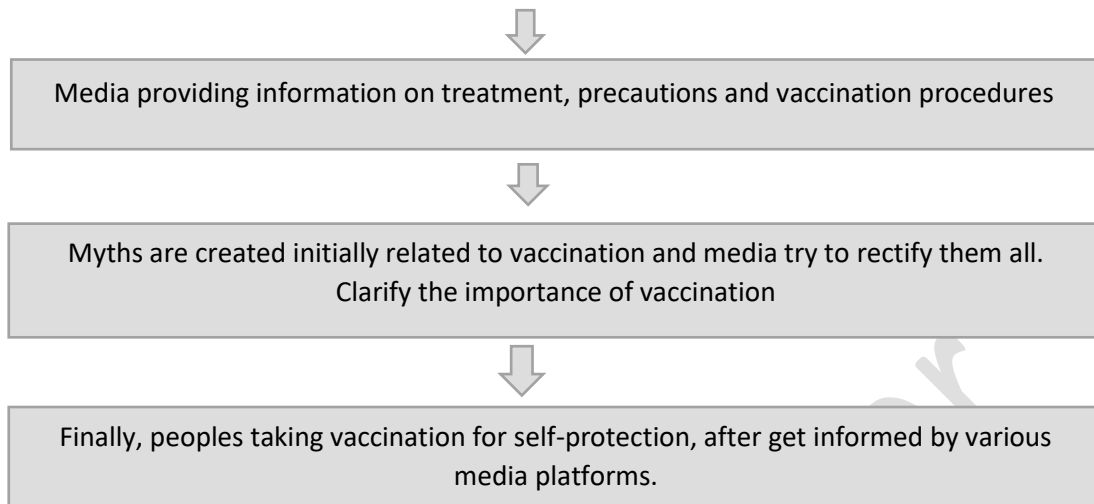 Media providing information on treatment, precautions and vaccination procedures
Myths are created initially related to vaccination and media try to rectify them all.
Clarify the importance of vaccination
Finally, peoples taking vaccination for self-protection, after get informed by various
media platforms.